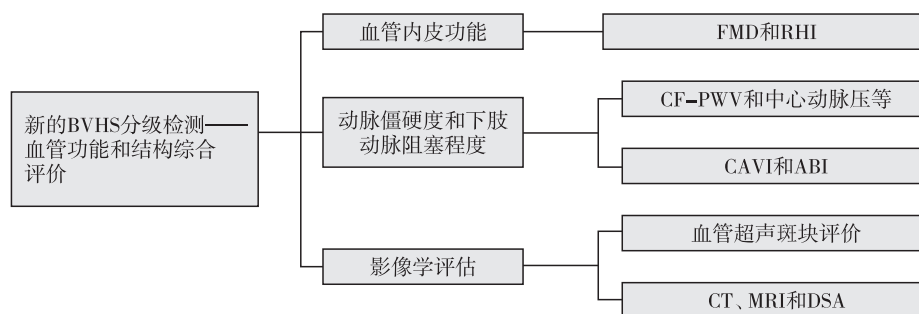 新的BVHS分级检测——
血管功能和结构综合
评价
血管内皮功能
FMD和RHI
动脉僵硬度和下肢
动脉阻塞程度
CF-PWV和中心动脉压等
CAVI和ABI
影像学评估
血管超声斑块评价
CT、MRI和DSA